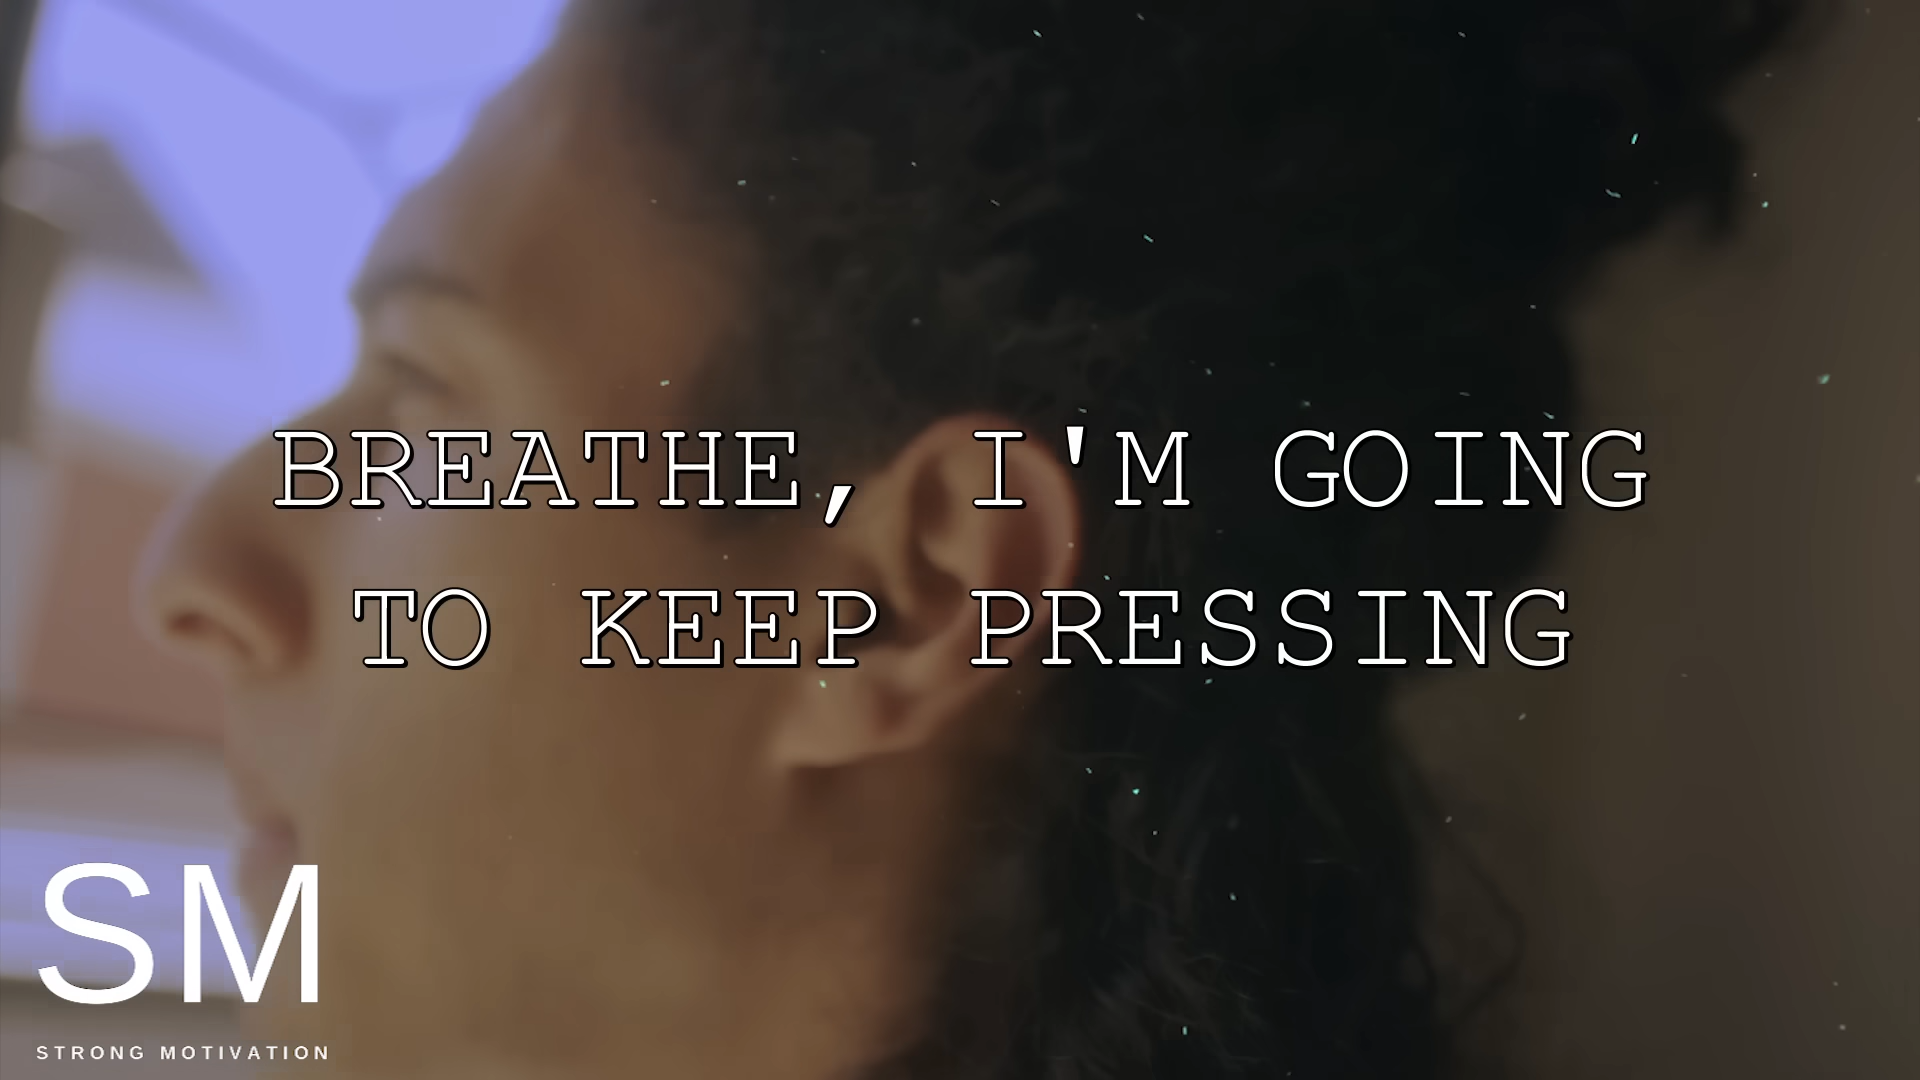 BREATHE, I'M GOING
TO KEEP PRESSING
SM
STRONG MOTIVATION